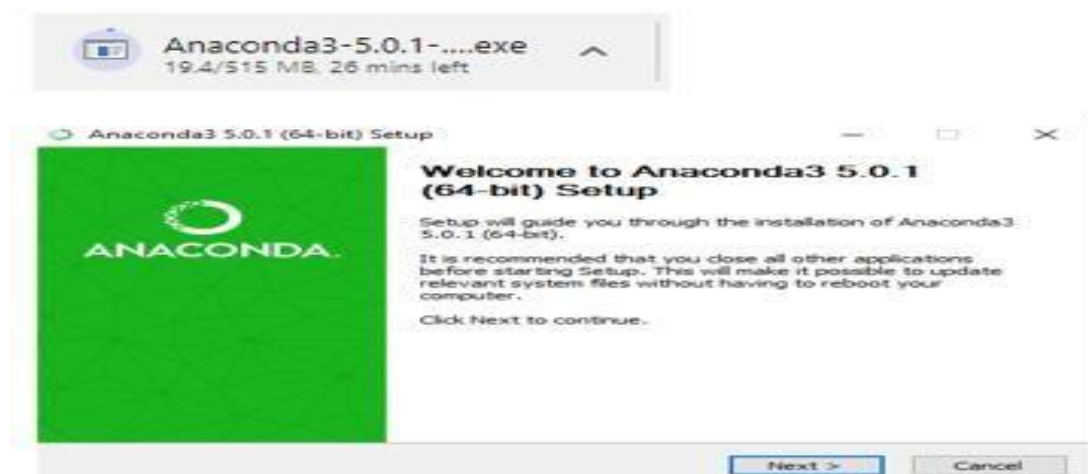 Anaconda3-5.0.1-....exe
19.4/515 MB, 26 mins left
Anaconda3 5.0.1 (64-bit) Setup
Welcome to Anaconda3 5.0.1
(64-bit) Setup
Setup will guide you through the installation of Anaconda3
5.0.1 (64-bit).
It is recommended that you close all other applications
before starting Setup. This will make it possible to update
relevant system files without having to reboot your
computer.
Click Next to continue.
ANACONDA.
Next >
Cancel